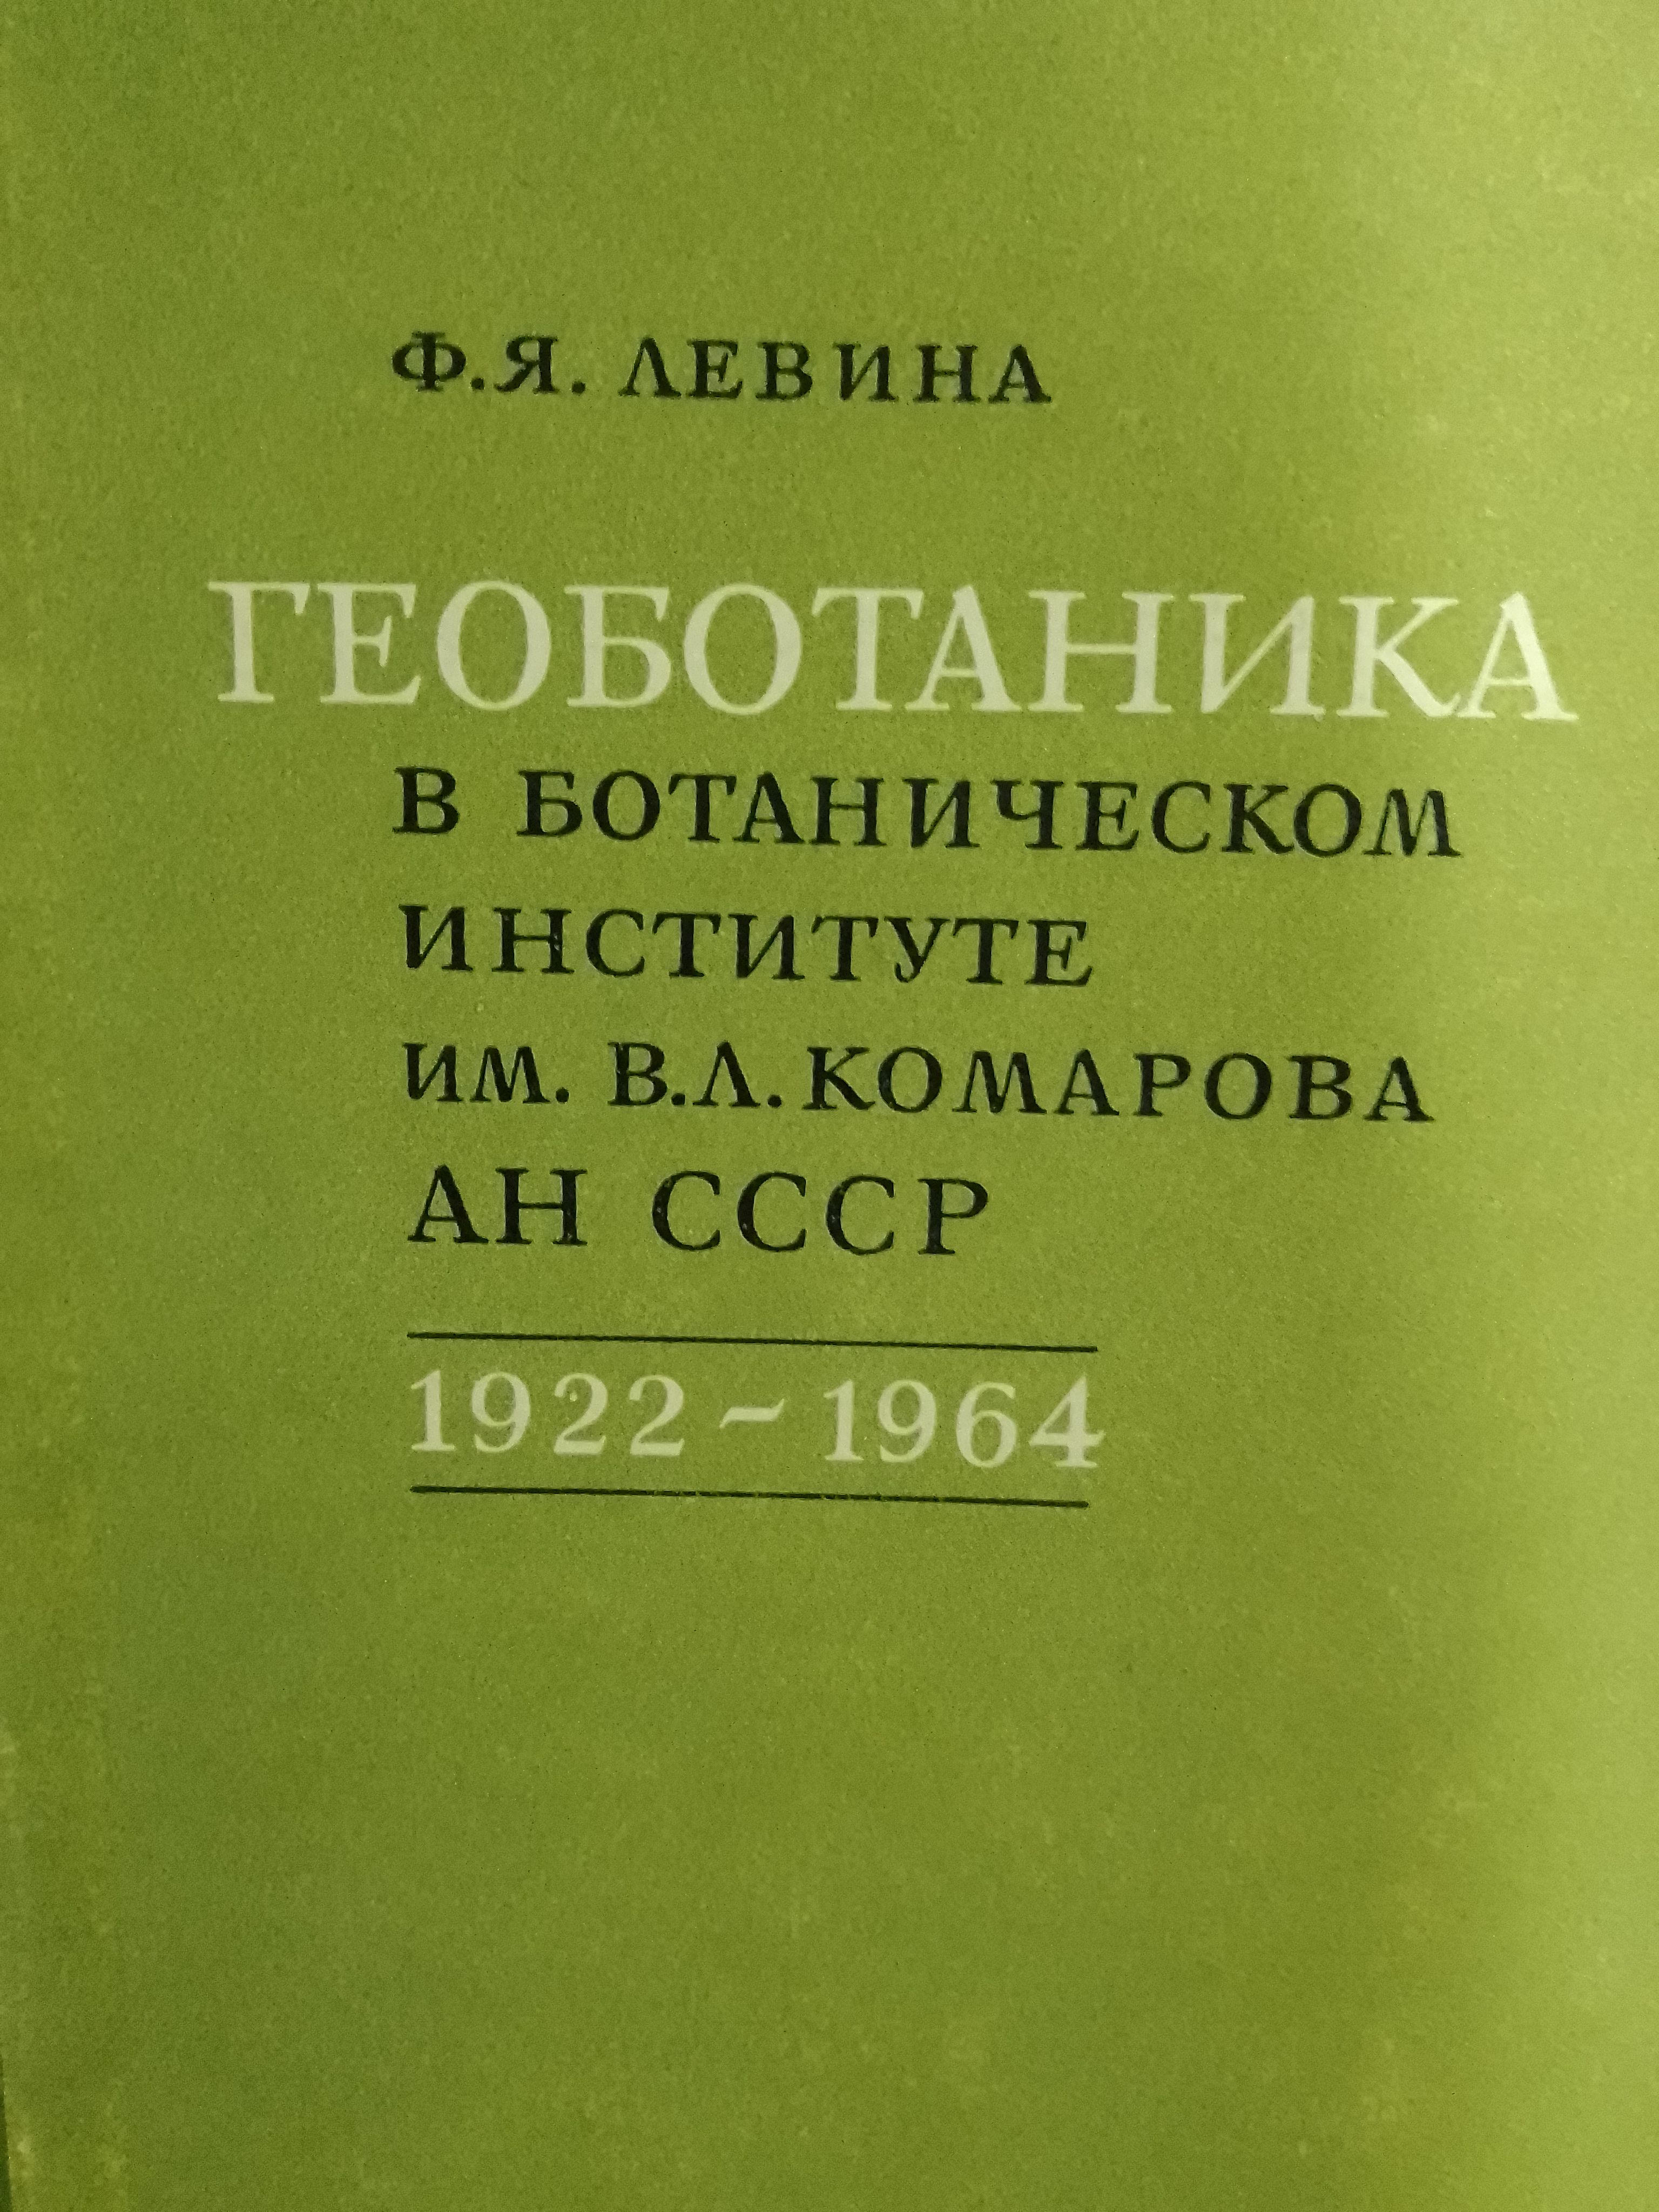 Ф.Я. ЛЕВИНА
ГЕОБОТАНИКА
В БОТАНИЧЕСКОМ
ИНСТИТУТЕ
ИМ. В.Л. КОМАРОВА
АН СССР
1922 – 1964